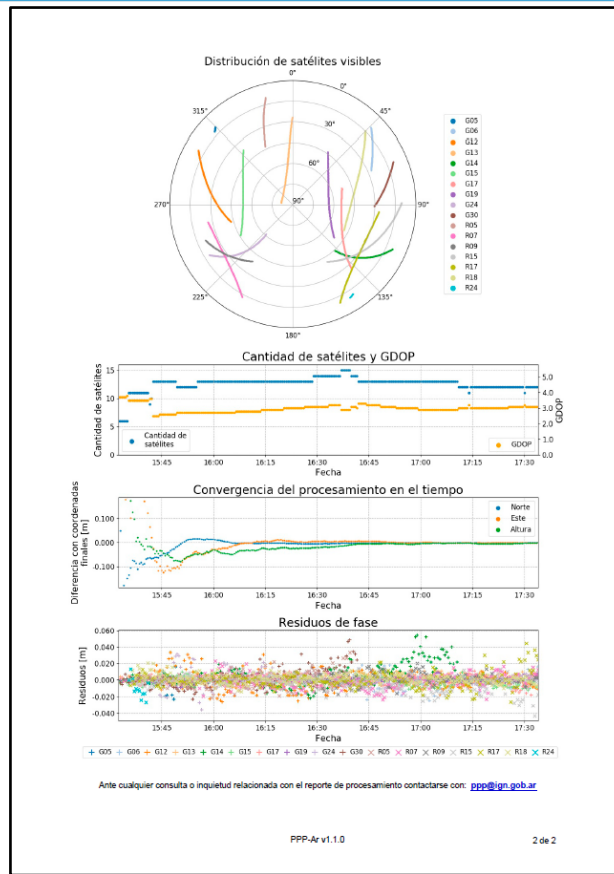 Distribución de satélites visibles
0°
0°
315°
45°
30°
60°
270°
90°
90°
225°
135°
180°
G05
G06
G12
G13
G14
G15
G17
G19
G24
G30
R05
R07
R09
R15
R17
R18
R24
Cantidad de satélites y GDOP
Cantidad de satélites
15
10
5
0
5.0
4.0
3.0
2.0
1.0
0.0
GDOP
Cantidad de
satélites
GDOP
15:45 16:00 16:15 16:30 16:45 17:00 17:15 17:30
Fecha
Convergencia del procesamiento en el tiempo
Diferencia con coordenadas
finales [m]
0.100
0.000
0.100
Norte
Este
Altura
15:45 16:00 16:15 16:30 16:45 17:00 17:15 17:30
Fecha
Residuos de fase
Residuos [m]
0.060
0.040
0.020
0.000
-0.020
-0.040
15:45 16:00 16:15 16:30 16:45 17:00 17:15 17:30
Fecha
G05 G06 G12 G13 G14 G15 G17 G19 G24 G30 R05 R07 R09 R15 R17 R18 R24
Ante cualquier consulta o inquietud relacionada con el reporte de procesamiento contactarse con: ppp@ign.gob.ar
PPP-Ar v1.1.0 2 de 2